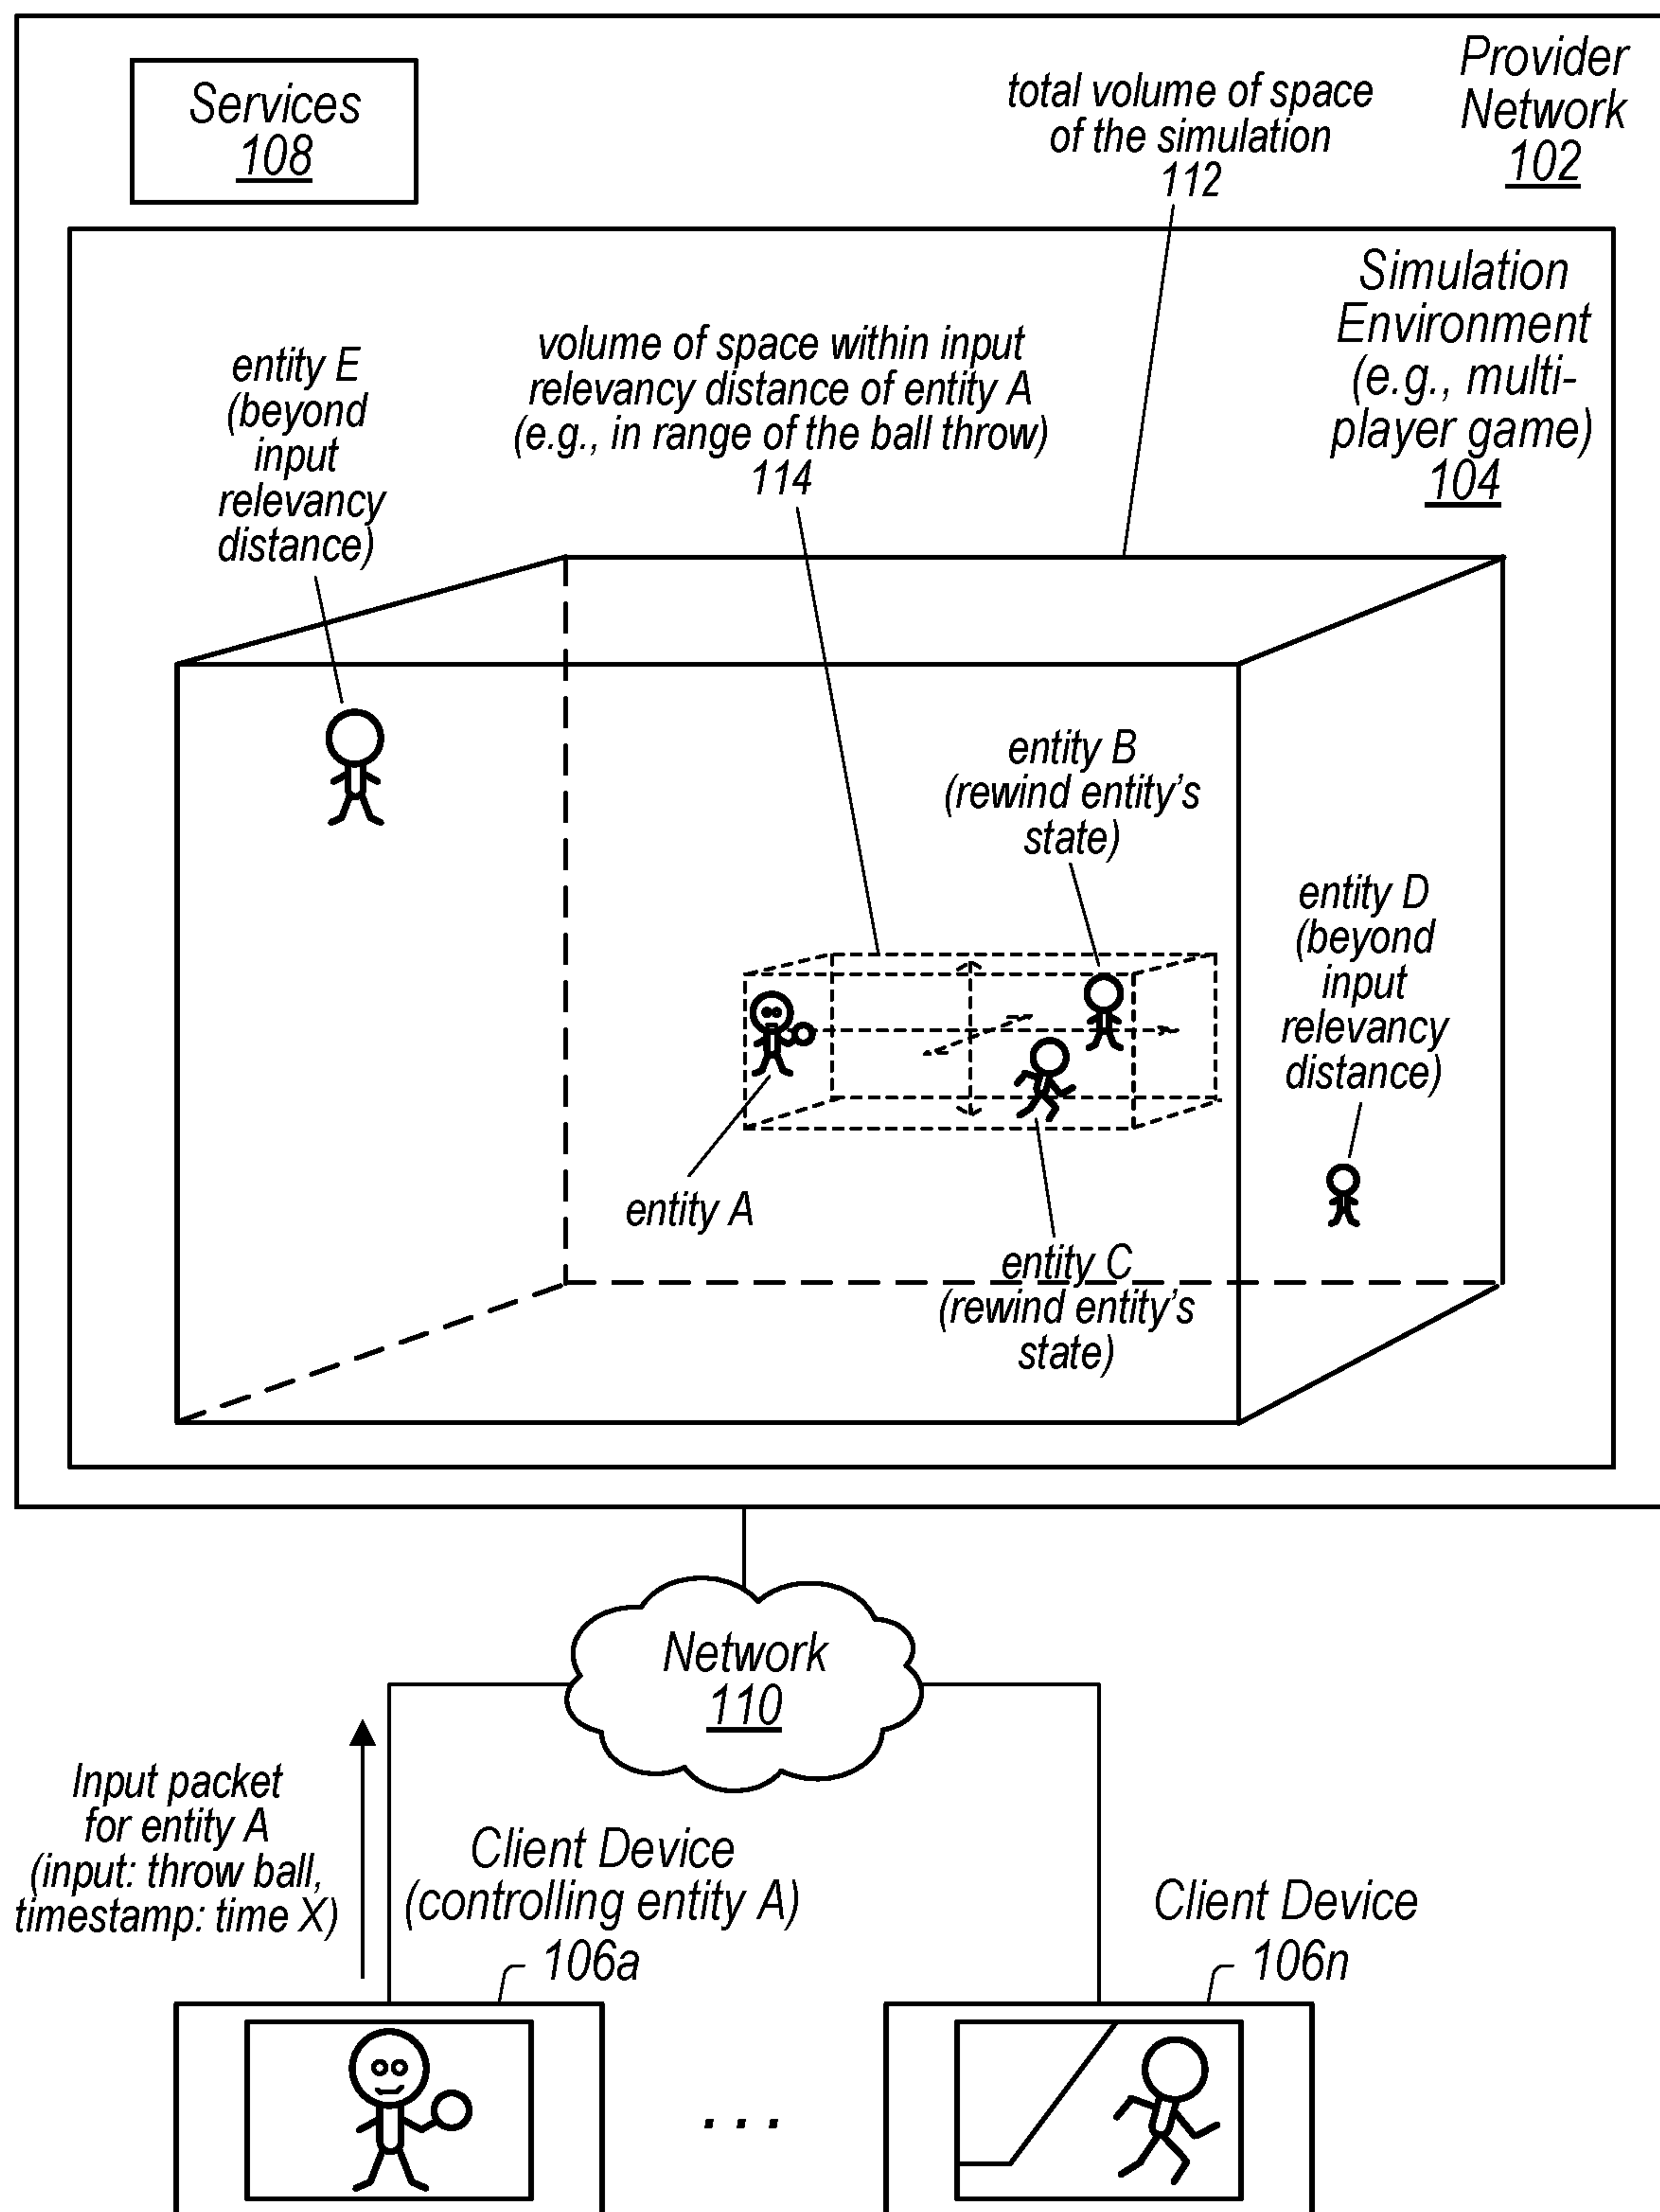 Provider
Network
102
Services
108
total volume of space
of the simulation
112
Simulation
Environment
(e.g., multi-
player game)
104
volume of space within input
relevancy distance of entity A
(e.g., in range of the ball throw)
114
entity E
(beyond
input
relevancy
distance)
entity B
(rewind entity's
state)
entity D
(beyond
input
relevancy
distance)
entity A
entity C
(rewind entity's
state)
Network
110
Input packet
for entity A
(input: throw ball,
timestamp: time X)
Client Device
(controlling entity A)
106a
Client Device
106n
. . .